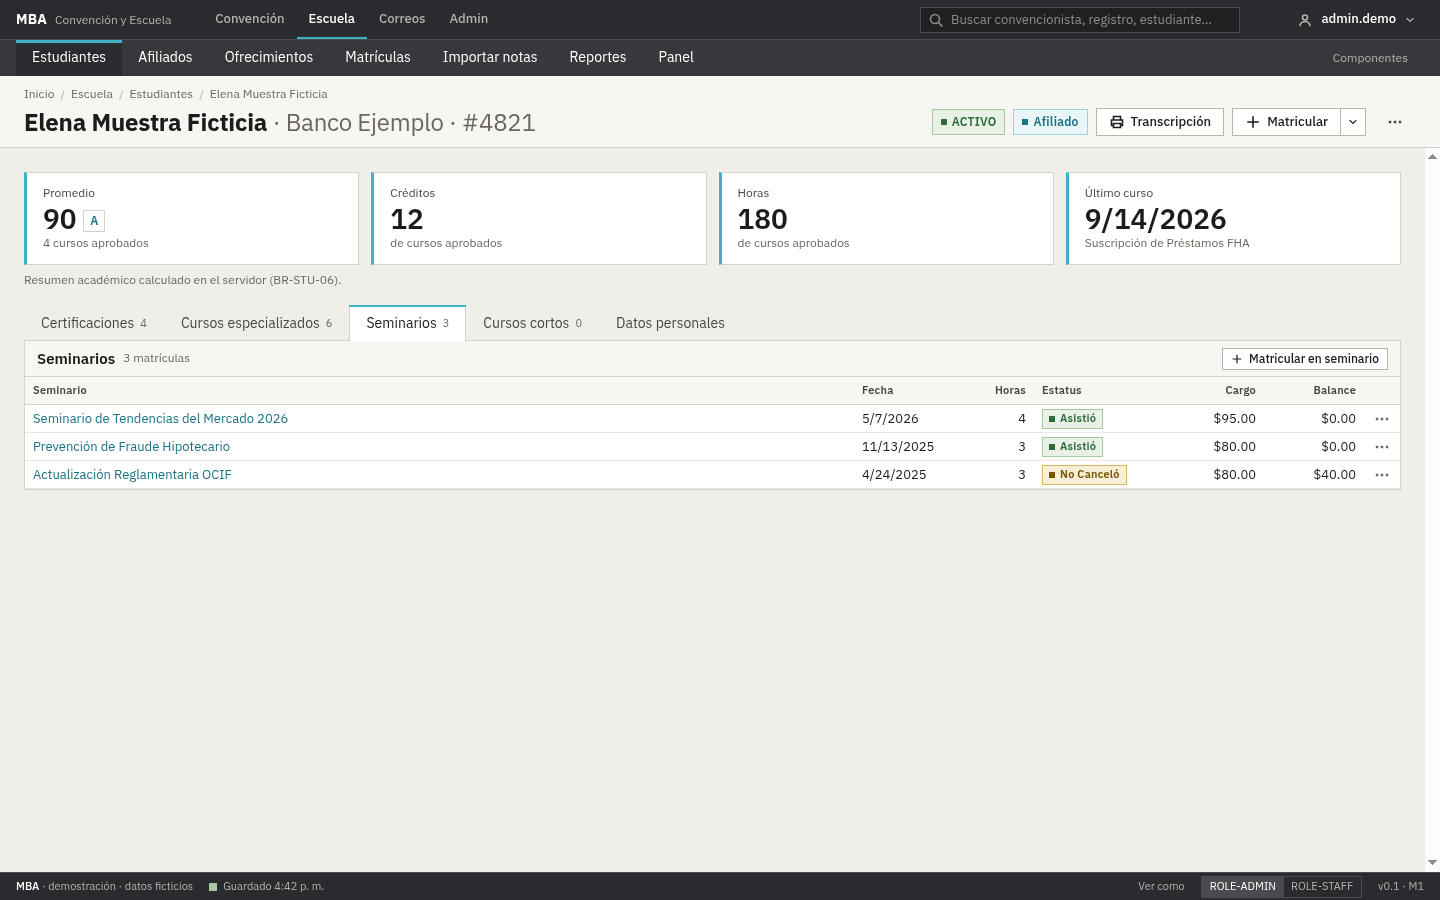 MBA Convención y Escuela Convención Escuela Correos Admin Buscar convencionista, registro, estudiante... admin.demo
Estudiantes Afiliados Ofrecimientos Matrículas Importar notas Reportes Panel Componentes
Inicio / Escuela / Estudiantes / Elena Muestra Ficticia
Elena Muestra Ficticia · Banco Ejemplo · #4821 ACTIVO Afiliado Transcripción + Matricular ...
Promedio
90 A
4 cursos aprobados
Créditos
12
de cursos aprobados
Horas
180
de cursos aprobados
Último curso
9/14/2026
Suscripción de Préstamos FHA
Resumen académico calculado en el servidor (BR-STU-06).
Certificaciones 4 Cursos especializados 6 Seminarios 3 Cursos cortos 0 Datos personales
Seminarios 3 matrículas + Matricular en seminario
Seminario Fecha Horas Estatus Cargo Balance
Seminario de Tendencias del Mercado 2026 5/7/2026 4 Asistió $95.00 $0.00 ...
Prevención de Fraude Hipotecario 11/13/2025 3 Asistió $80.00 $0.00 ...
Actualización Reglamentaria OCIF 4/24/2025 3 No Canceló $80.00 $40.00 ...
MBA · demostración · datos ficticios Guardado 4:42 p. m. Ver como ROLE-ADMIN ROLE-STAFF v0.1 · M1